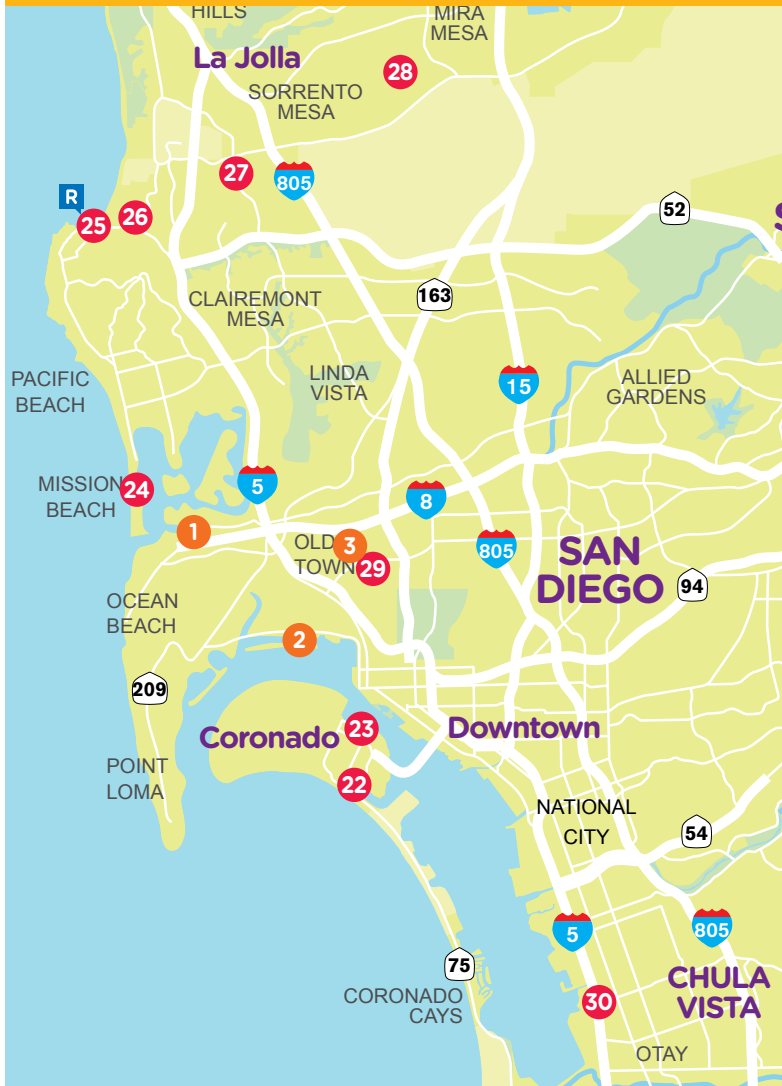 HILLS
MIRA
MESA
La Jolla
28
SORRENTO
MESA
27
805
R
25
26
52
163
CLAIREMONT
MESA
PACIFIC
BEACH
LINDA
VISTA
15
ALLIED
GARDENS
MISSION
BEACH
24
5
8
1
OLD
TOWN
3
29
805
SAN
DIEGO
94
OCEAN
BEACH
2
209
Coronado
23
Downtown
POINT
LOMA
22
NATIONAL
CITY
54
5
805
75
CORONADO
CAYS
CHULA
VISTA
30
OTAY